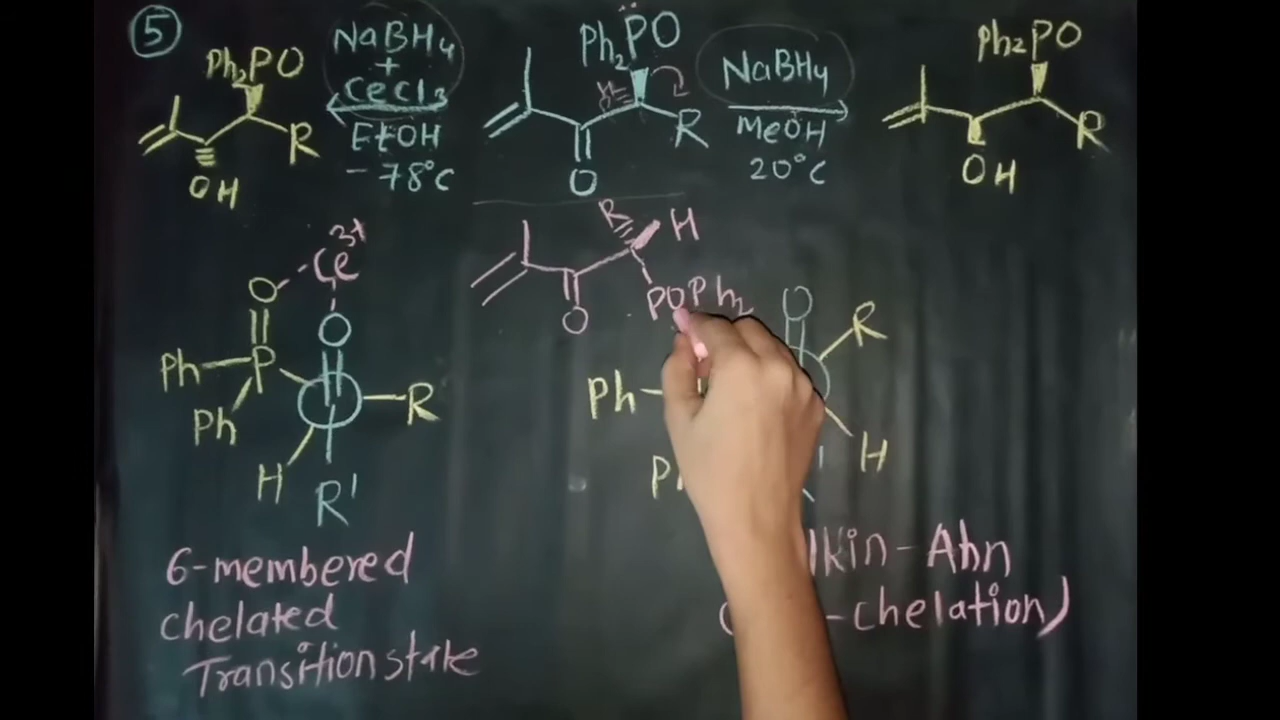 5
Ph2PO
R
OH
NaBH4
+
CeCl3
EtOH
-78°C
Ph2PO
R
O
NaBH4
MeOH
20°C
Ph2PO
R
OH
R
H
O
POPh2
Ce3+
O
O
Ph
P
Ph
R
H
R'
O
R
Ph
H
6-membered
chelated
Transition state
lkin-Ahn
-chelation)